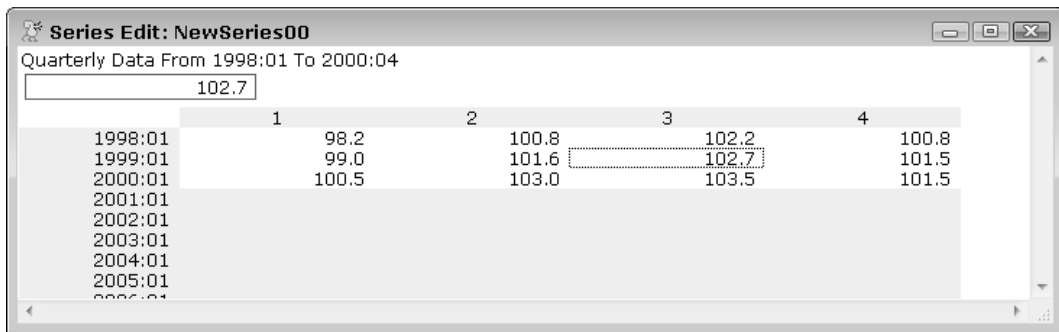 Series Edit: NewSeries00
Quarterly Data From 1998:01 To 2000:04
102.7
1 2 3 4
1998:01 98.2 100.8 102.2 100.8
1999:01 99.0 101.6 102.7 101.5
2000:01 100.5 103.0 103.5 101.5
2001:01
2002:01
2003:01
2004:01
2005:01